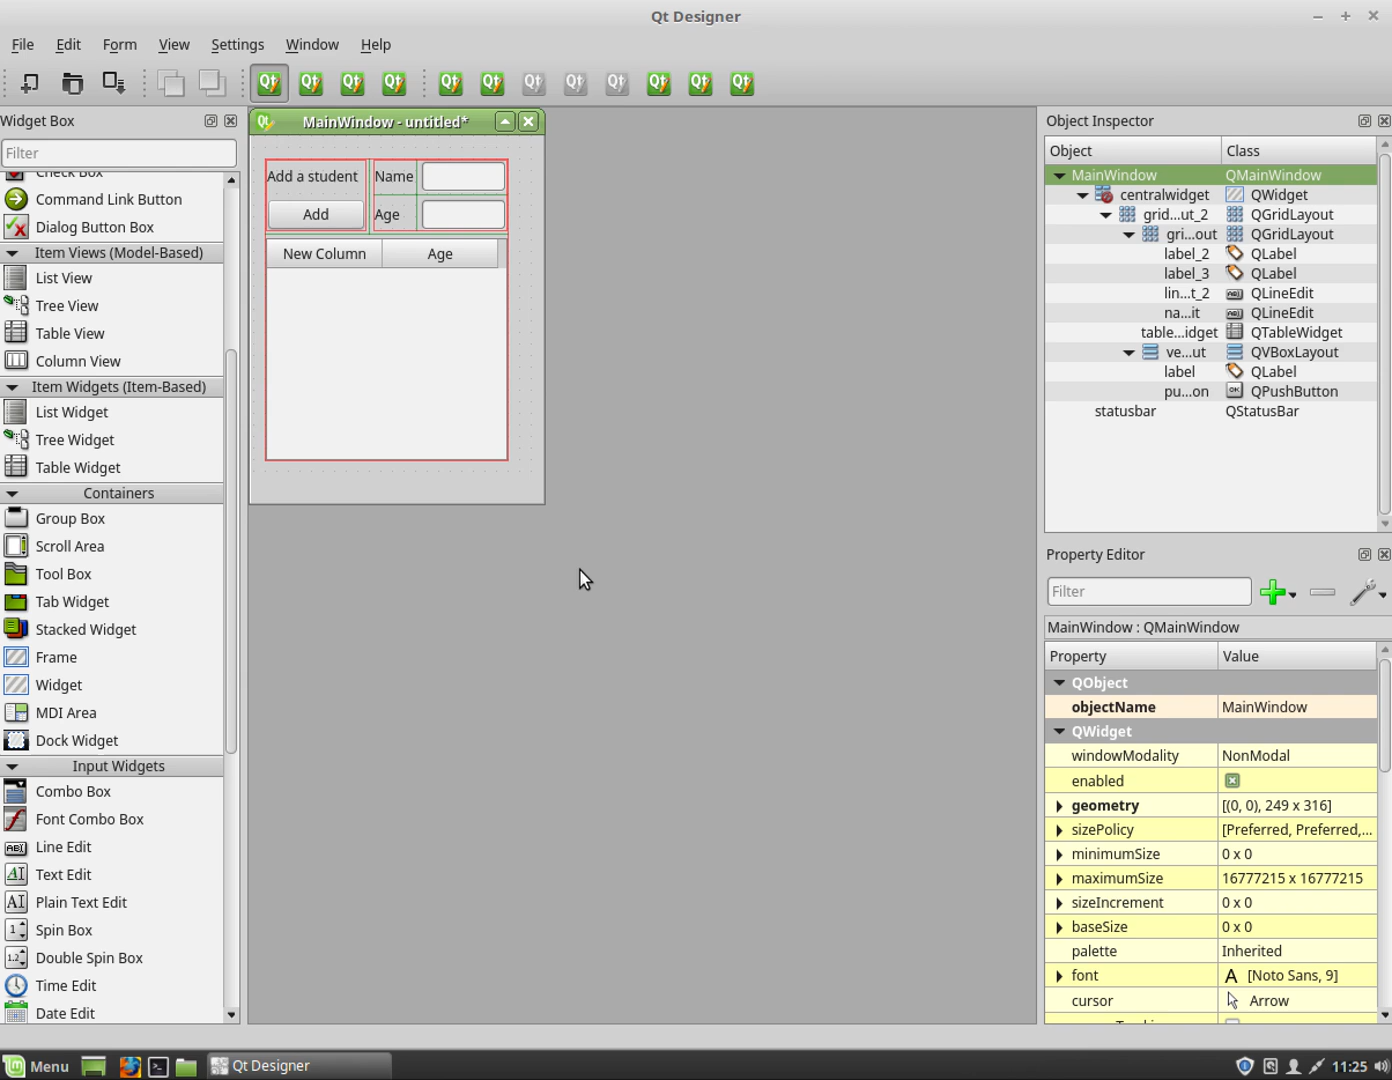 Qt Designer
File Edit Form View Settings Window Help
Widget Box
Filter
Check Box
Command Link Button
Dialog Button Box
Item Views (Model-Based)
List View
Tree View
Table View
Column View
Item Widgets (Item-Based)
List Widget
Tree Widget
Table Widget
Containers
Group Box
Scroll Area
Tool Box
Tab Widget
Stacked Widget
Frame
Widget
MDI Area
Dock Widget
Input Widgets
Combo Box
Font Combo Box
Line Edit
Text Edit
Plain Text Edit
Spin Box
Double Spin Box
Time Edit
Date Edit
MainWindow - untitled*
Add a student Name
Add Age
New Column Age
Object Inspector
Object Class
MainWindow QMainWindow
centralwidget QWidget
grid...ut_2 QGridLayout
gri...out QGridLayout
label_2 QLabel
label_3 QLabel
lin...t_2 QLineEdit
na...it QLineEdit
table...idget QTableWidget
ve...ut QVBoxLayout
label QLabel
pu...on QPushButton
statusbar QStatusBar
Property Editor
Filter
MainWindow : QMainWindow
Property Value
QObject
objectName MainWindow
QWidget
windowModality NonModal
enabled
geometry [(0, 0), 249 x 316]
sizePolicy [Preferred, Preferred,...
minimumSize 0 x 0
maximumSize 16777215 x 16777215
sizeIncrement 0 x 0
baseSize 0 x 0
palette Inherited
font A [Noto Sans, 9]
cursor Arrow
Menu Qt Designer 11:25